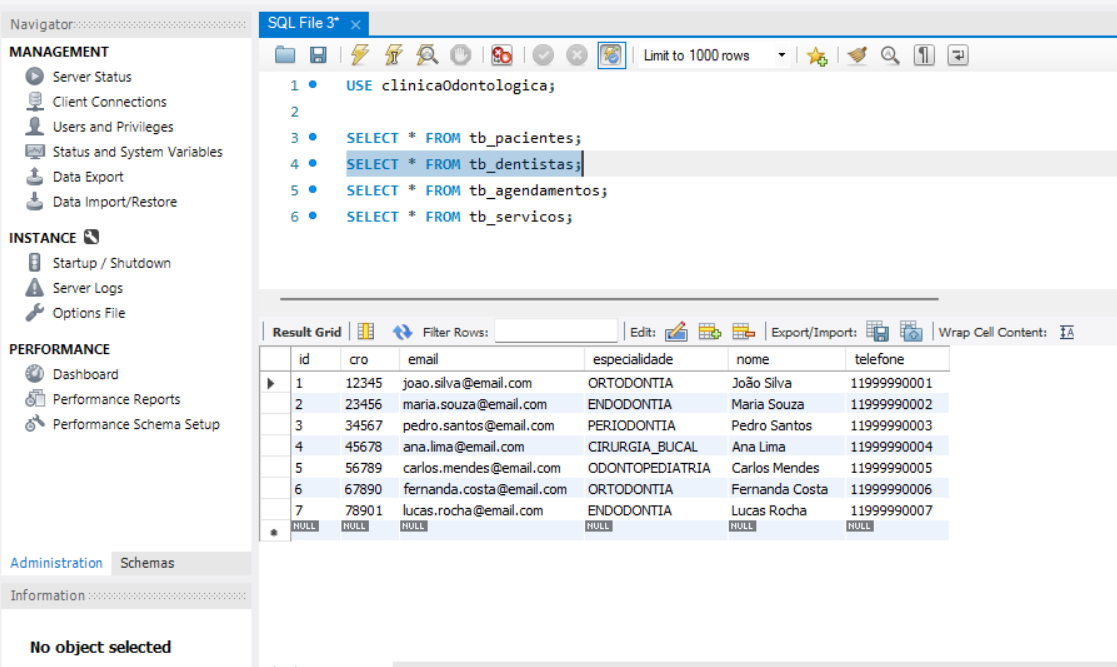 Navigator
MANAGEMENT
Server Status
Client Connections
Users and Privileges
Status and System Variables
Data Export
Data Import/Restore
INSTANCE
Startup / Shutdown
Server Logs
Options File
PERFORMANCE
Dashboard
Performance Reports
Performance Schema Setup
Administration Schemas
Information
No object selected
SQL File 3*
Limit to 1000 rows
1 USE clinicaOdontologica;
2
3 SELECT * FROM tb_pacientes;
4 SELECT * FROM tb_dentistas;
5 SELECT * FROM tb_agendamentos;
6 SELECT * FROM tb_servicos;
Result Grid Filter Rows: Edit: Export/Import: Wrap Cell Content:
id cro email especialidade nome telefone
1 12345 joao.silva@email.com ORTODONTIA João Silva 11999990001
2 23456 maria.souza@email.com ENDODONTIA Maria Souza 11999990002
3 34567 pedro.santos@email.com PERIODONTIA Pedro Santos 11999990003
4 45678 ana.lima@email.com CIRURGIA_BUCAL Ana Lima 11999990004
5 56789 carlos.mendes@email.com ODONTOPEDIATRIA Carlos Mendes 11999990005
6 67890 fernanda.costa@email.com ORTODONTIA Fernanda Costa 11999990006
7 78901 lucas.rocha@email.com ENDODONTIA Lucas Rocha 11999990007
NULL NULL NULL NULL NULL NULL